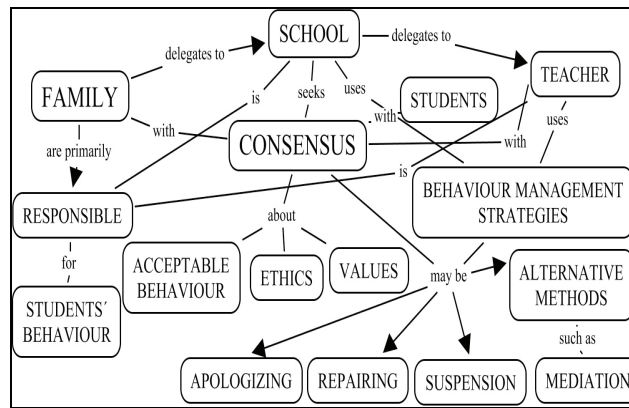 SCHOOL
delegates to
delegates to
TEACHER
FAMILY
is
seeks
uses
STUDENTS
with
uses
with
CONSENSUS
with
are primarily
is
RESPONSIBLE
BEHAVIOUR MANAGEMENT
STRATEGIES
about
for
ACCEPTABLE
BEHAVIOUR
ETHICS
VALUES
may be
ALTERNATIVE
METHODS
STUDENTS´
BEHAVIOUR
such as
APOLOGIZING
REPAIRING
SUSPENSION
MEDIATION